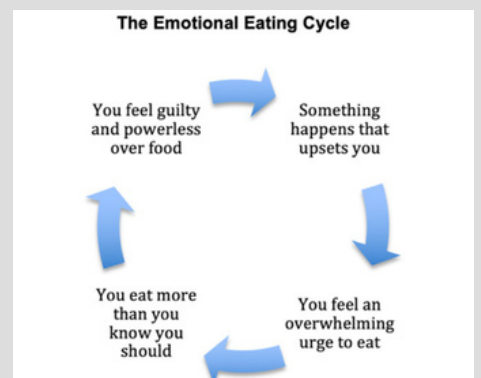 The Emotional Eating Cycle
You feel guilty
and powerless
over food
Something
happens that
upsets you
You feel an
overwhelming
urge to eat
You eat more
than you
know you
should